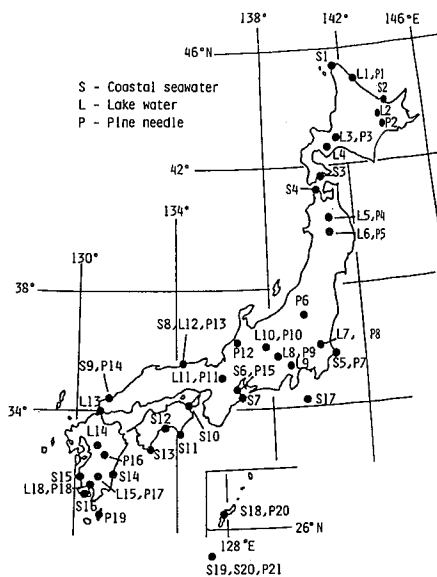 138 142 146°E
46°N
S1
L1,P1
S - Coastal seawater
S2
L - Lake water
L2
P - Pine needle
P2
L3,P3
L4
42°
S3
S4
134°
L5,P4
L6,P5
130
38°
P6
S8,L12,P13
L10,P10
L7, P8
P12
L8,P9
S9,P14
L11,P11
S6,P15
L9
S5,P7
L13
34°
S7
S17
S12
S10
L14
S11
P16
S13
S15
S14
L18,P18
L15,P17
S16
S18,P20
P19
26°N
128°E
S19,S20,P21